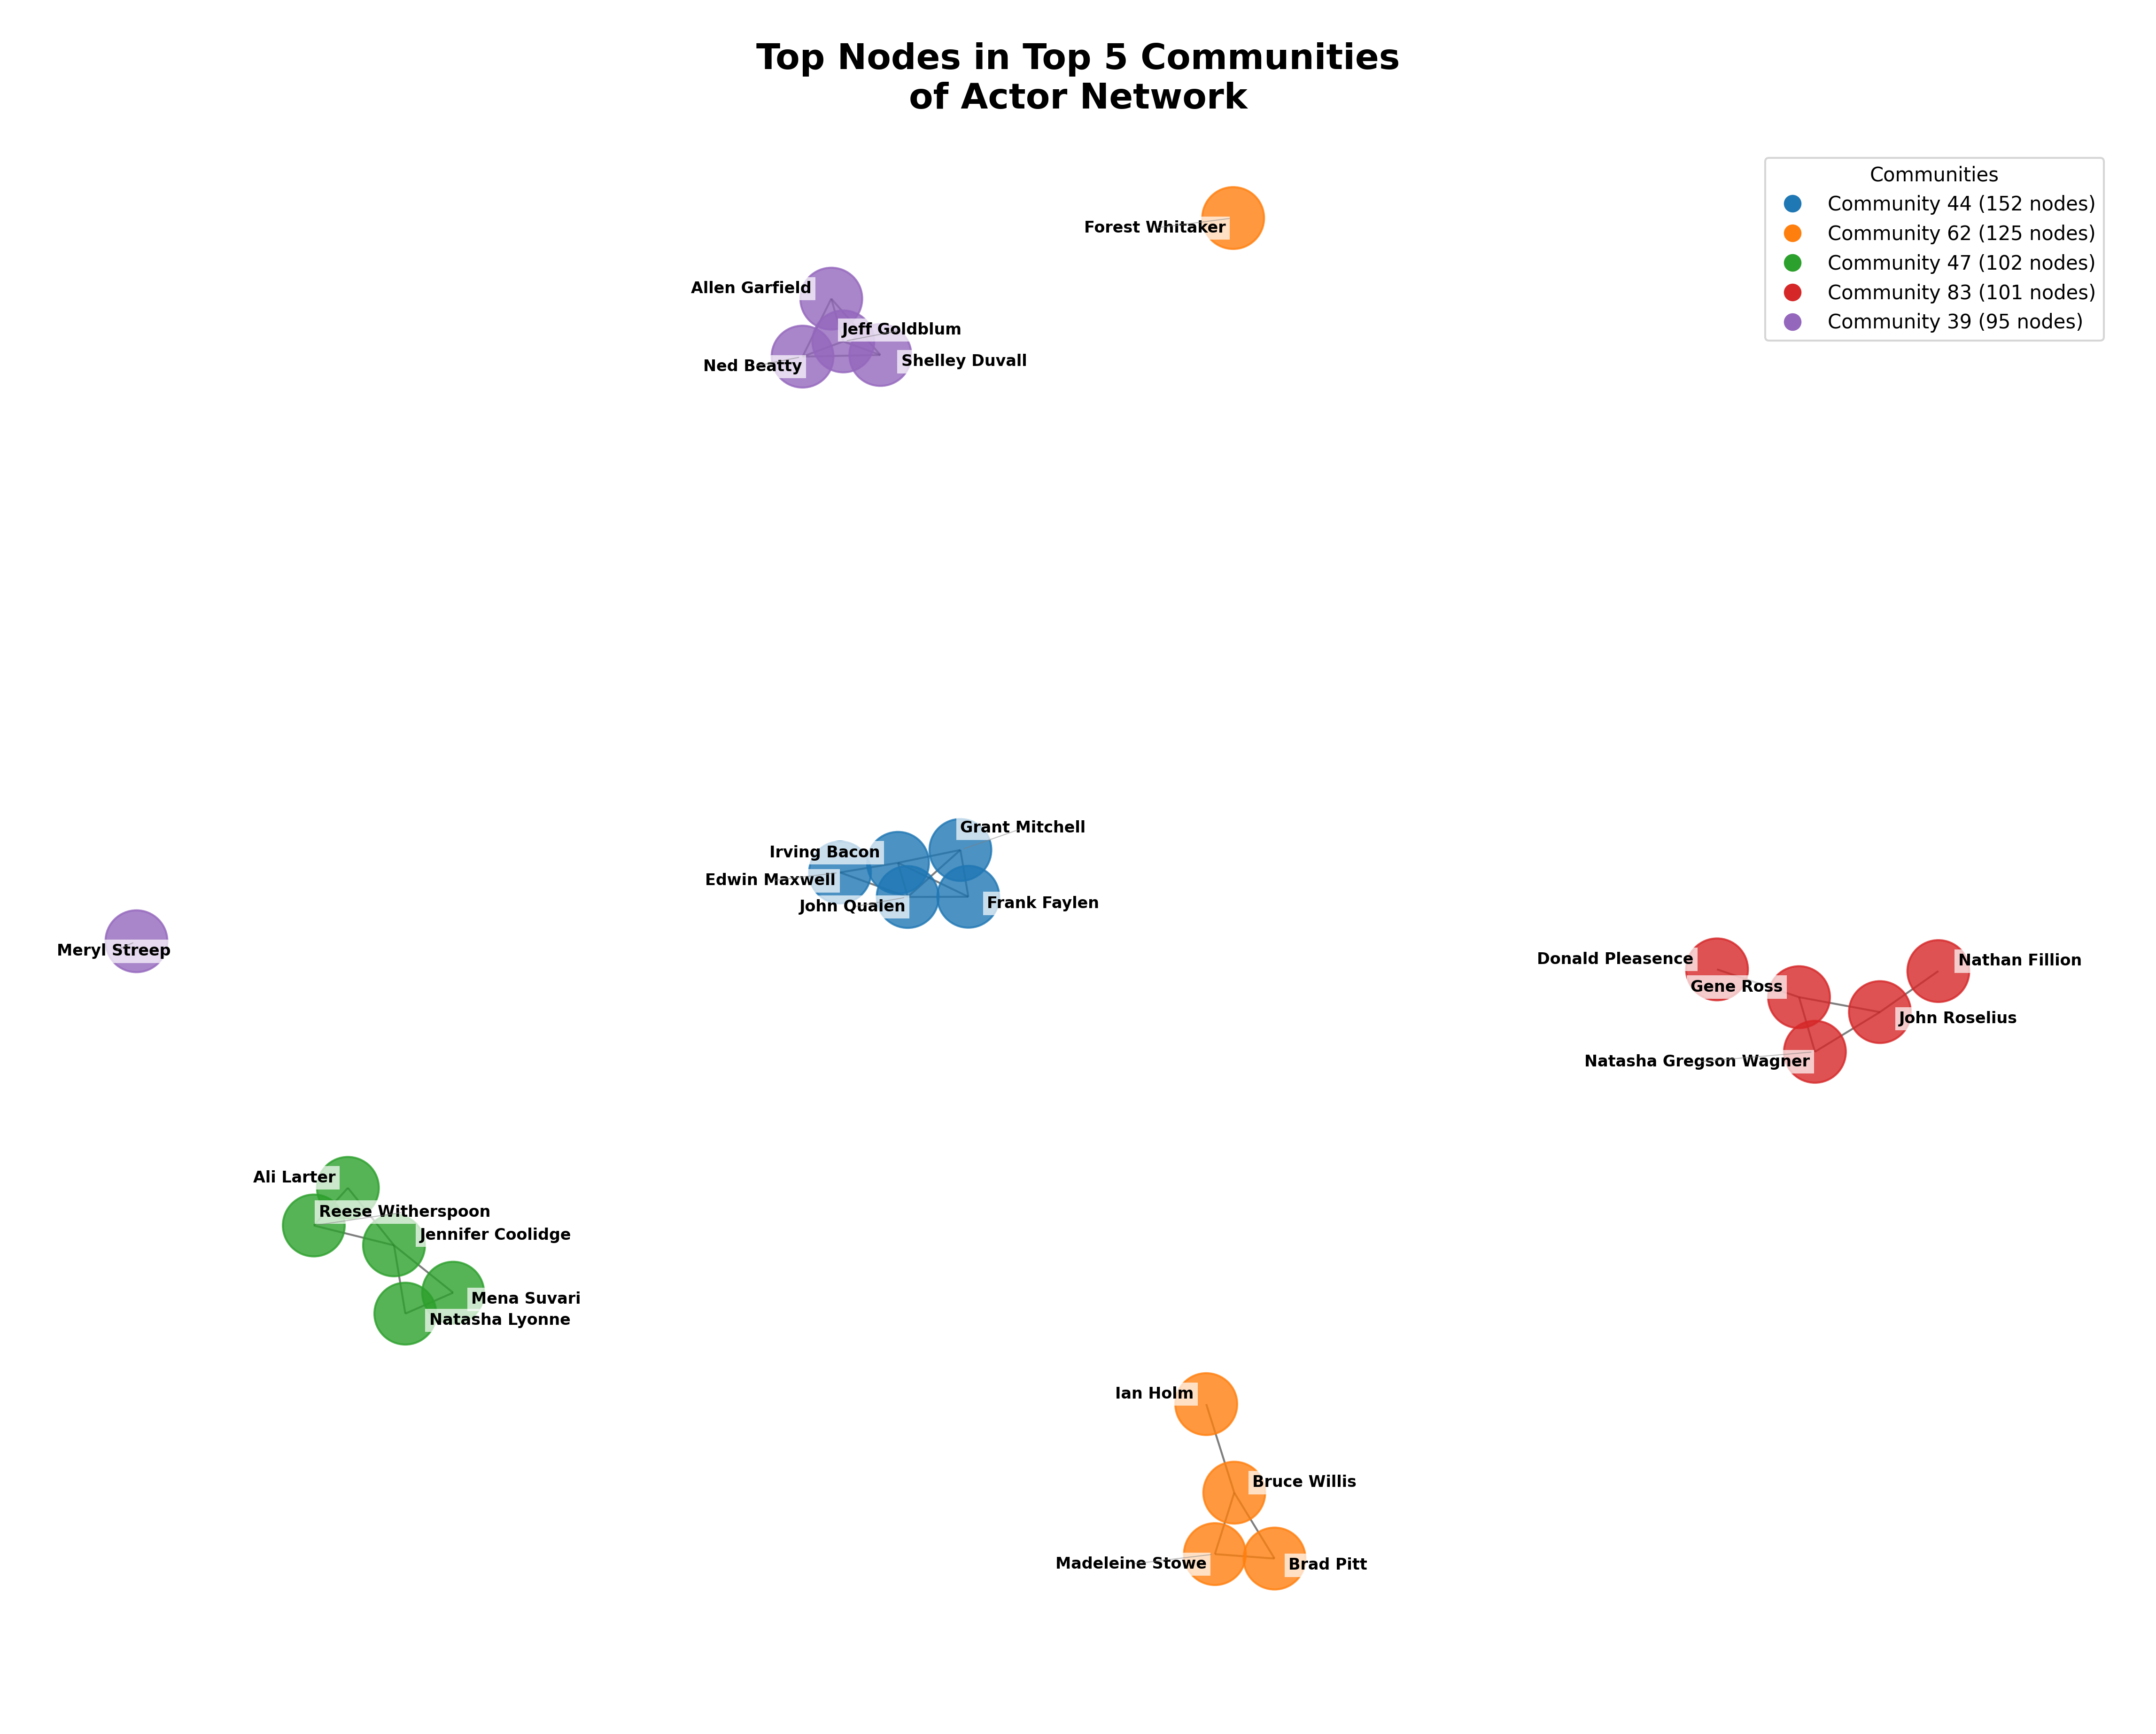 Top Nodes in Top 5 Communities
of Actor Network
Communities
Community 44 (152 nodes)
Community 62 (125 nodes)
Community 47 (102 nodes)
Community 83 (101 nodes)
Community 39 (95 nodes)
Forest Whitaker
Allen Garfield
Jeff Goldblum
Ned Beatty
Shelley Duvall
Grant Mitchell
Irving Bacon
Edwin Maxwell
John Qualen
Frank Faylen
Meryl Streep
Donald Pleasence
Nathan Fillion
Gene Ross
John Roselius
Natasha Gregson Wagner
Ali Larter
Reese Witherspoon
Jennifer Coolidge
Mena Suvari
Natasha Lyonne
Ian Holm
Bruce Willis
Madeleine Stowe
Brad Pitt